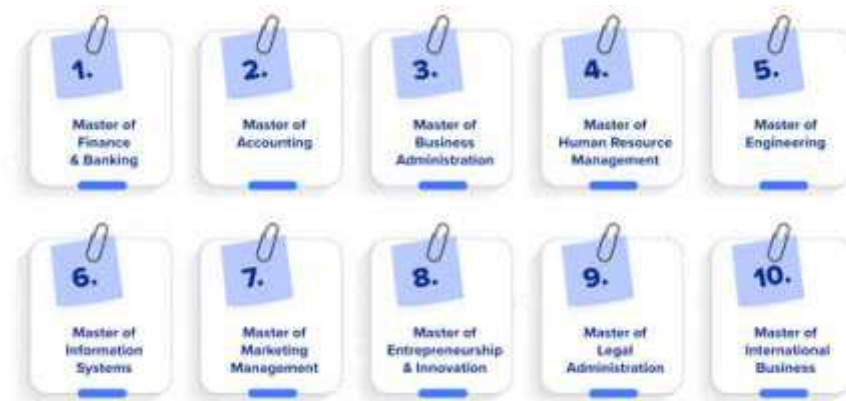 1.
Master of
Finance
& Banking
2.
Master of
Accounting
3.
Master of
Business
Administration
4.
Master of
Human Resource
Management
5.
Master of
Engineering
6.
Master of
Information
Systems
7.
Master of
Marketing
Management
8.
Master of
Entrepreneurship
& Innovation
9.
Master of
Legal
Administration
10.
Master of
International
Business